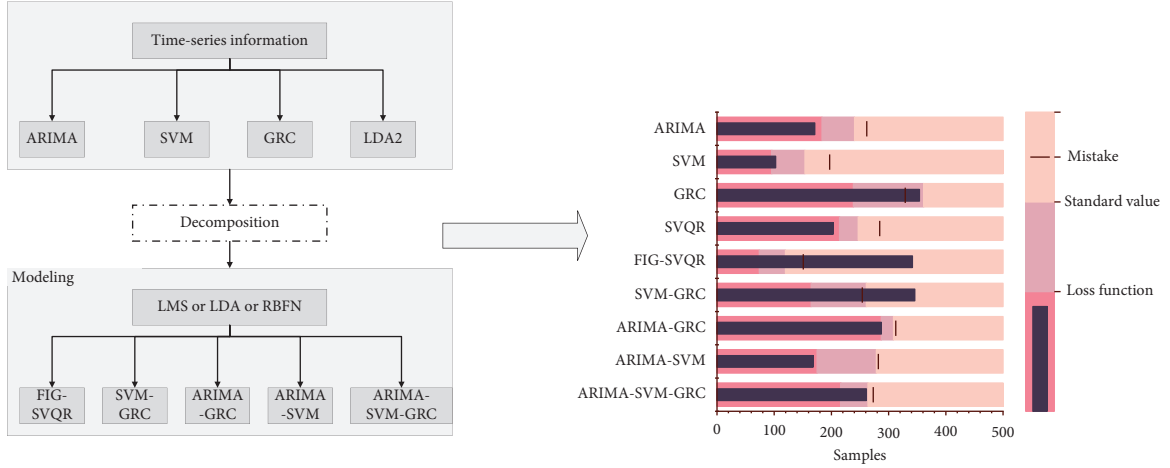 Time-series information
ARIMA
SVM
GRC
LDA2
Decomposition
Modeling
LMS or LDA or RBFN
FIG-
SVQR
SVM-
GRC
ARIMA
-GRC
ARIMA
-SVM
ARIMA-
SVM-GRC
ARIMA
SVM
GRC
SVQR
FIG-SVQR
SVM-GRC
ARIMA-GRC
ARIMA-SVM
ARIMA-SVM-GRC
0
100
200
300
400
500
Samples
Mistake
Standard value
Loss function